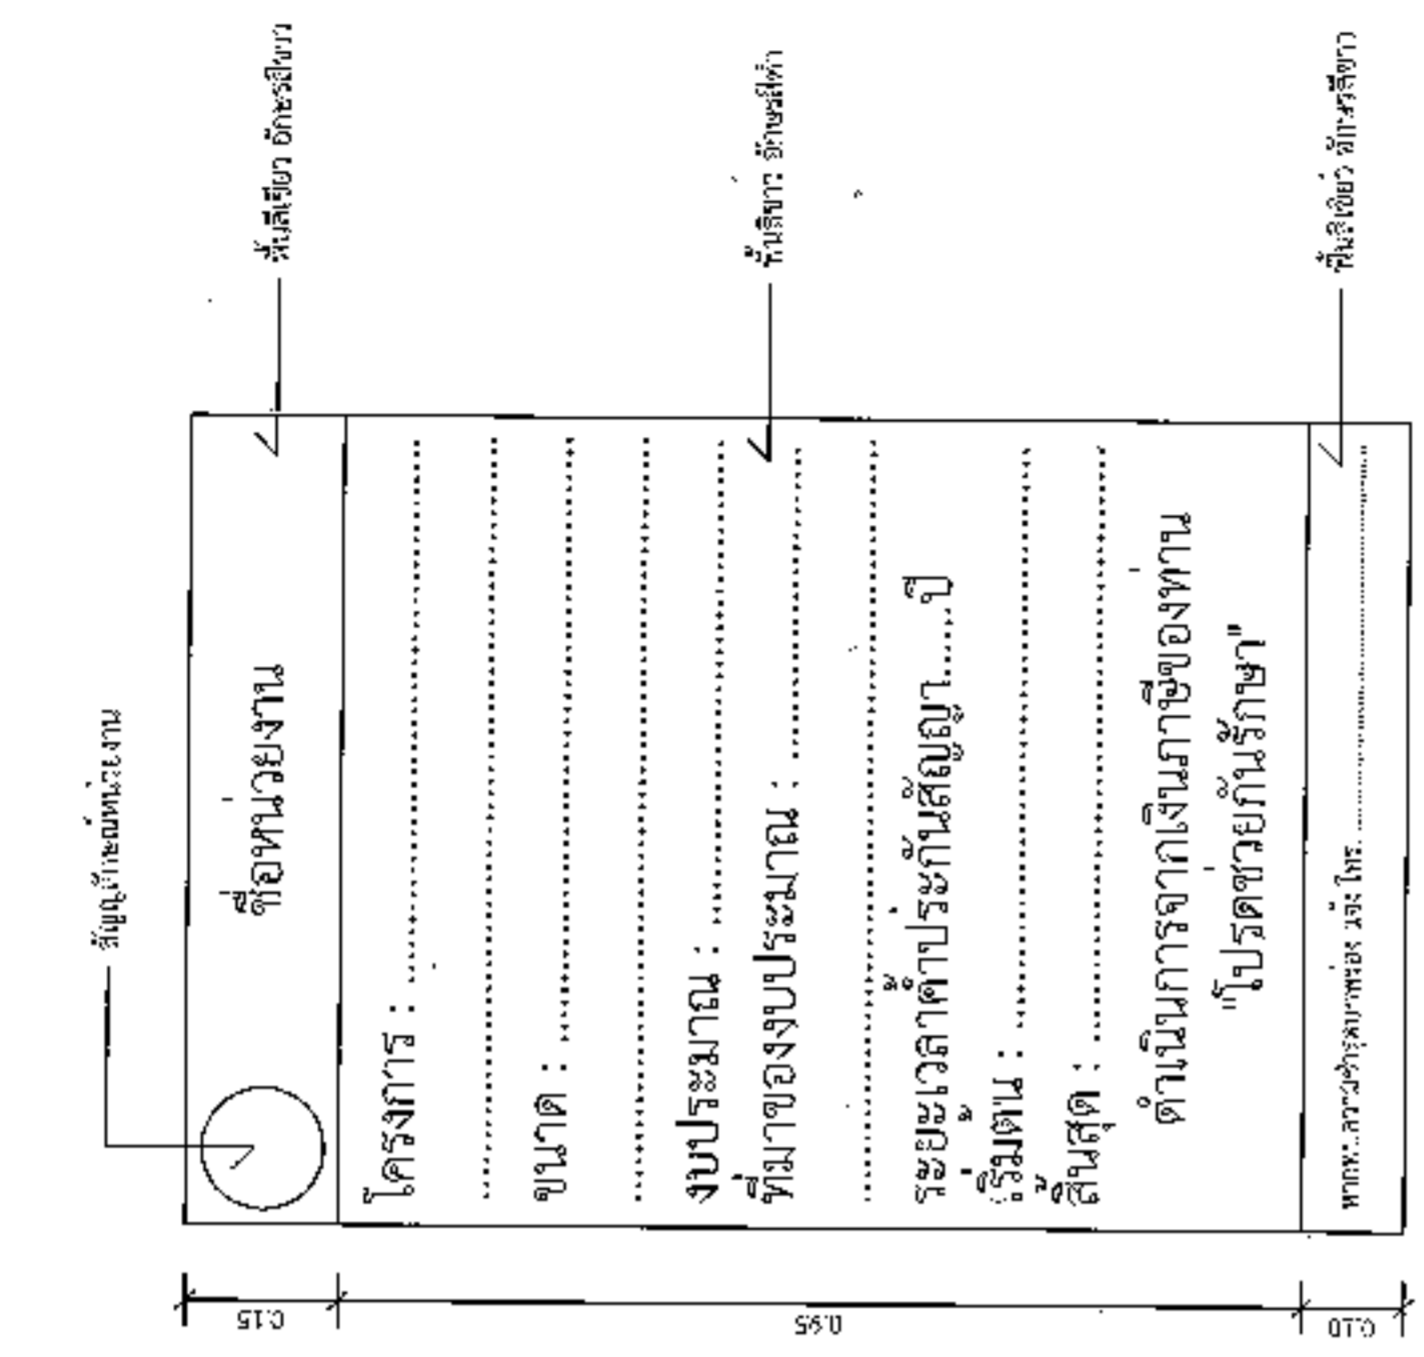 สัญลักษณ์หน่วยงาน
ชื่อหน่วยงาน
พื้นสีเขียว อักษรสีขาว
โครงการ : ........................
........................
ขนาด : ........................
........................
งบประมาณ : ........................
ที่มาของงบประมาณ : ........................
........................
พื้นสีขาว อักษรสีดำ
ระยะเวลาค้ำประกันสัญญา......ปี
เริ่มต้น : ........................
สิ้นสุด : ........................
ดำเนินการจากเงินภาษีของท่าน
"โปรดช่วยกันรักษา"
แจ้ง โทร. ........................
พื้นสีเขียว อักษรสีขาว
0.15
0.95
0.10